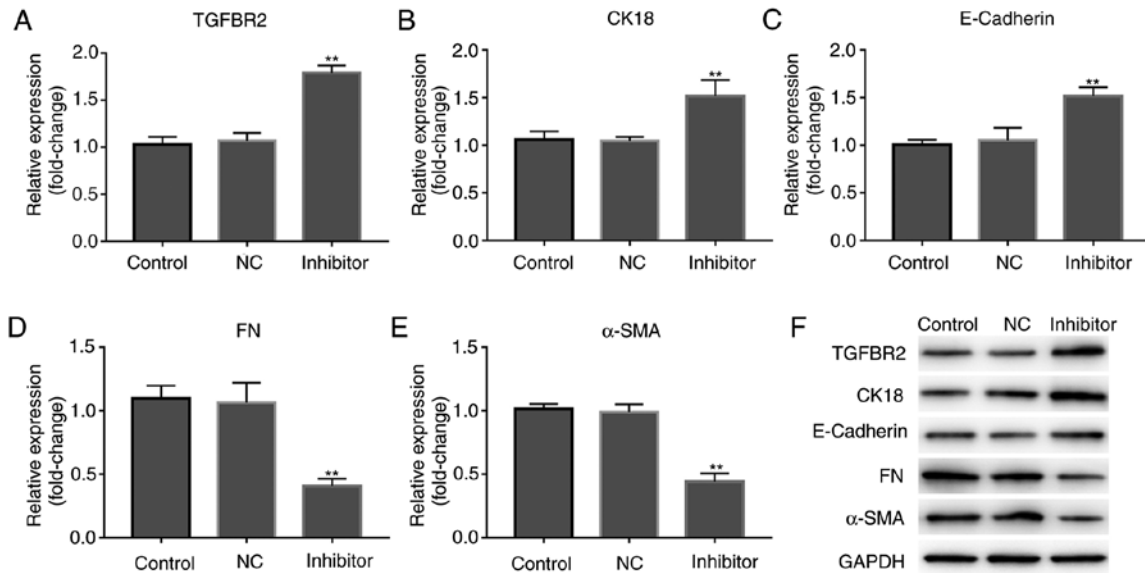 A
TGFBR2
Relative expression
(fold-change)
2.0
1.5
1.0
0.5
0.0
**
Control NC Inhibitor
B
CK18
Relative expression
(fold-change)
2.0
1.5
1.0
0.5
0.0
**
Control NC Inhibitor
C
E-Cadherin
Relative expression
(fold-change)
2.0
1.5
1.0
0.5
0.0
**
Control NC Inhibitor
D
FN
Relative expression
(fold-change)
1.5
1.0
0.5
0.0
**
Control NC Inhibitor
E
α-SMA
Relative expression
(fold-change)
1.5
1.0
0.5
0.0
**
Control NC Inhibitor
F
Control NC Inhibitor
TGFBR2
CK18
E-Cadherin
FN
α-SMA
GAPDH